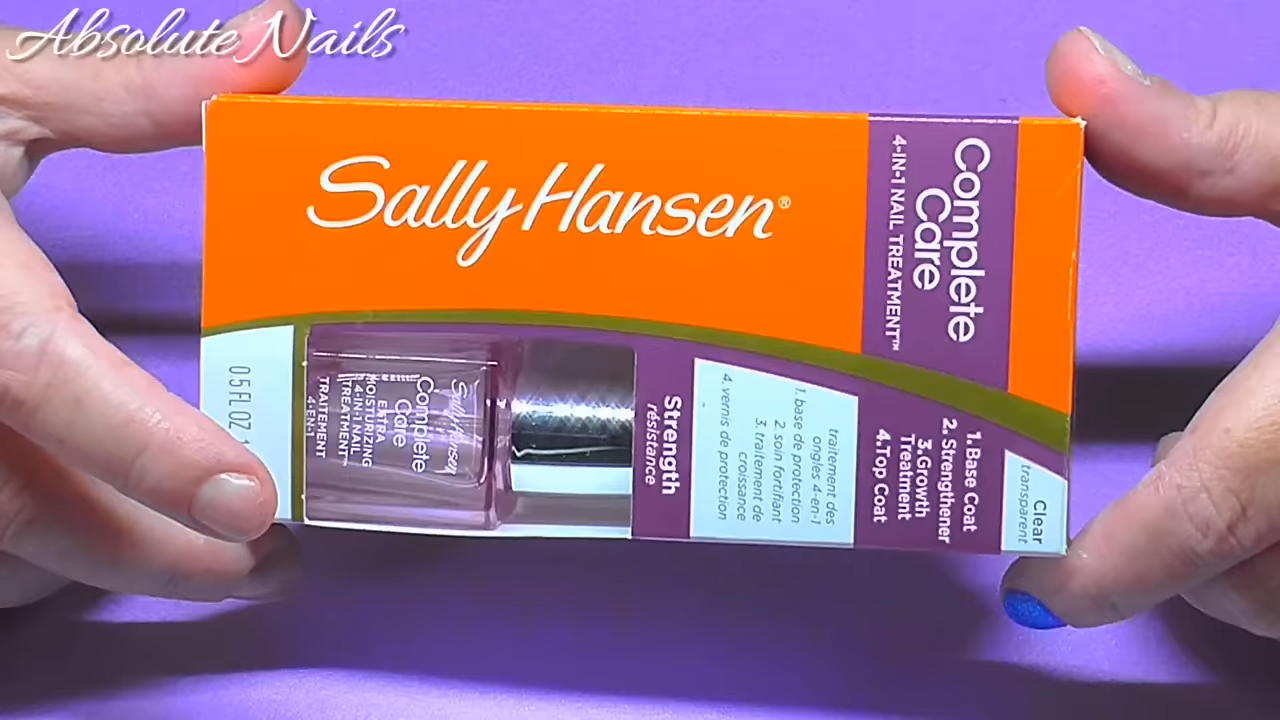 Absolute Nails
Sally Hansen®
Complete
Care
4-IN-1 NAIL TREATMENT™
0.5 FL OZ
Sally Hansen
Complete
Care
EXTRA
MOISTURIZING
4-IN-1 NAIL
TREATMENT™
TRAITEMENT
4-EN-1
Strength
résistance
traitement des
ongles 4-en-1
1. base de protection
2. soin fortifiant
3. traitement de
croissance
4. vernis de protection
1. Base Coat
2. Strengthener
3. Growth
Treatment
4. Top Coat
Clear
transparent